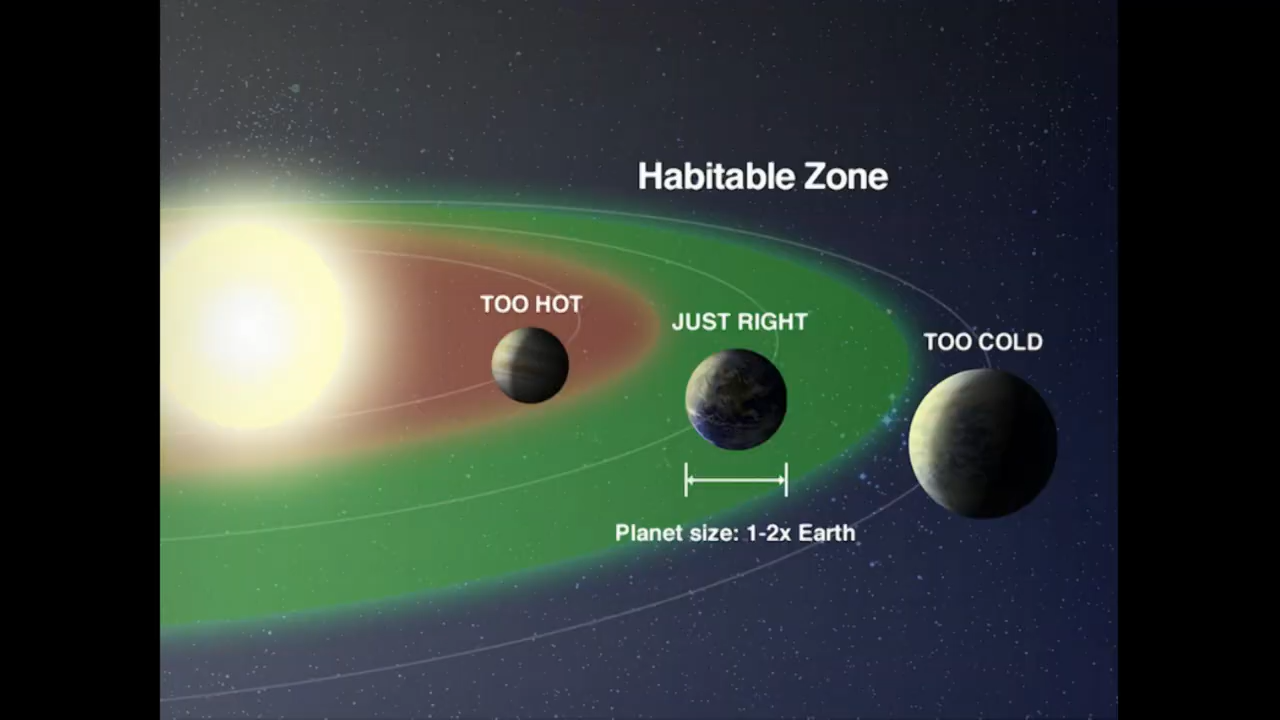 Habitable Zone
TOO HOT
JUST RIGHT
TOO COLD
Planet size: 1-2x Earth